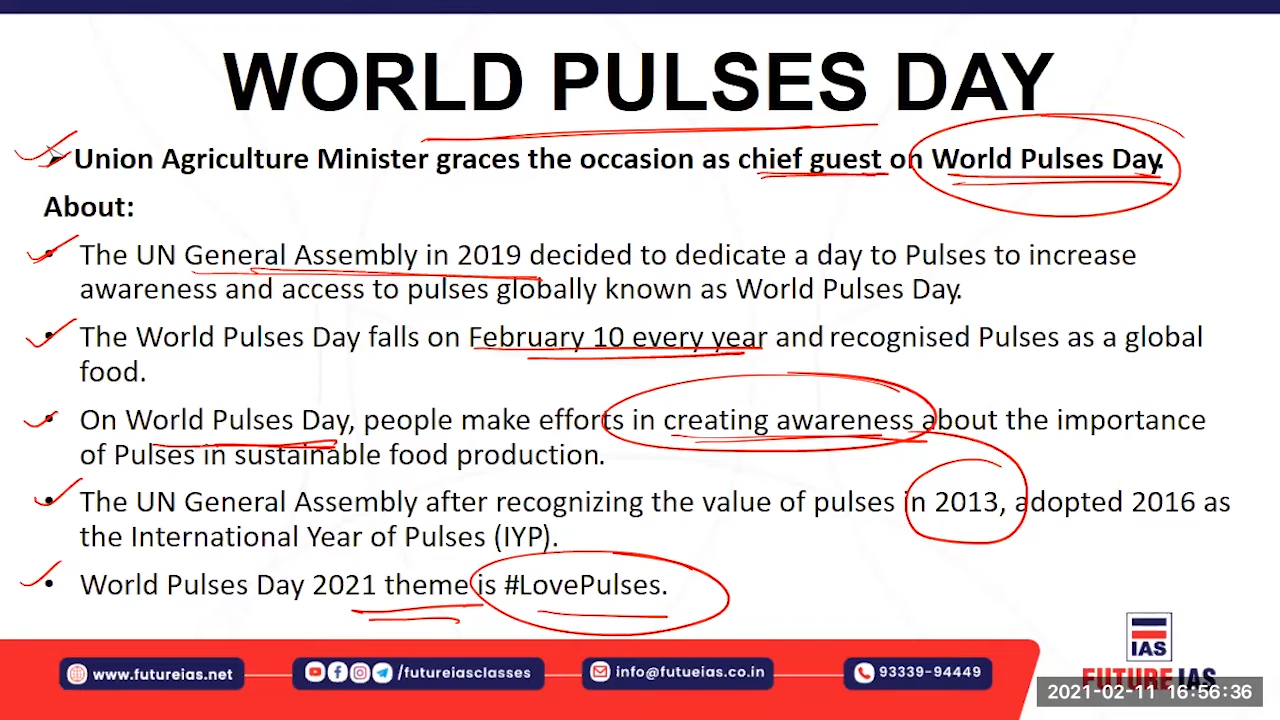 WORLD PULSES DAY
Union Agriculture Minister graces the occasion as chief guest on World Pulses Day.
About:
• The UN General Assembly in 2019 decided to dedicate a day to Pulses to increase
awareness and access to pulses globally known as World Pulses Day.
• The World Pulses Day falls on February 10 every year and recognised Pulses as a global
food.
• On World Pulses Day, people make efforts in creating awareness about the importance
of Pulses in sustainable food production.
• The UN General Assembly after recognizing the value of pulses in 2013, adopted 2016 as
the International Year of Pulses (IYP).
• World Pulses Day 2021 theme is #LovePulses.
IAS
FUTURE IAS
www.futureias.net
/futureiasclasses
info@futueias.co.in
93339-94449
2021-02-11 16:56:36